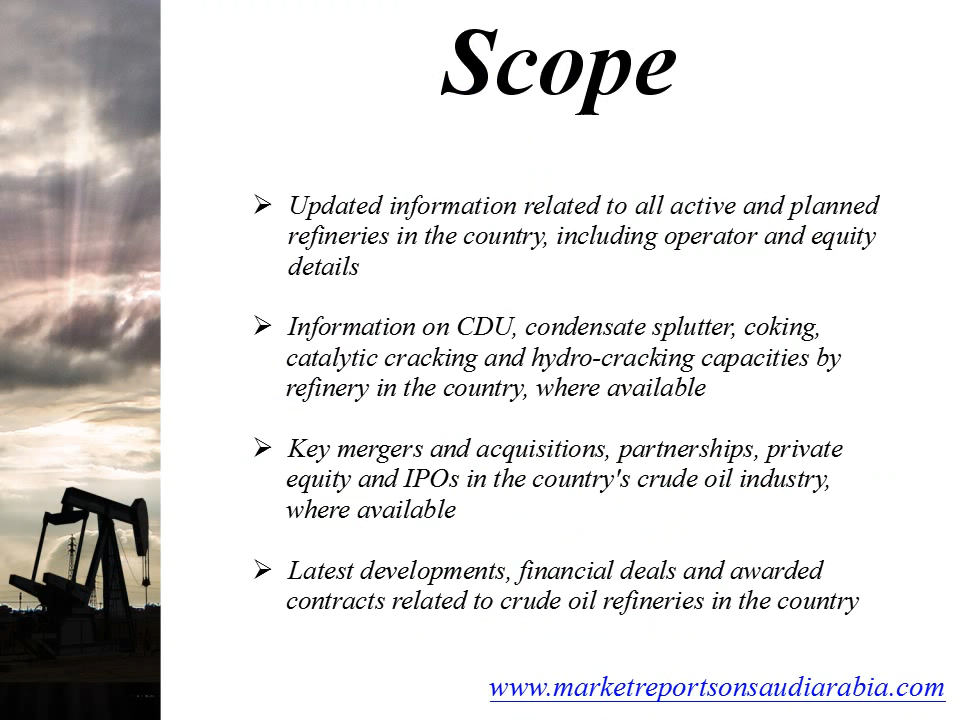 Scope
➢ Updated information related to all active and planned
refineries in the country, including operator and equity
details
➢ Information on CDU, condensate splutter, coking,
catalytic cracking and hydro-cracking capacities by
refinery in the country, where available
➢ Key mergers and acquisitions, partnerships, private
equity and IPOs in the country's crude oil industry,
where available
➢ Latest developments, financial deals and awarded
contracts related to crude oil refineries in the country
www.marketreportsonsaudiarabia.com